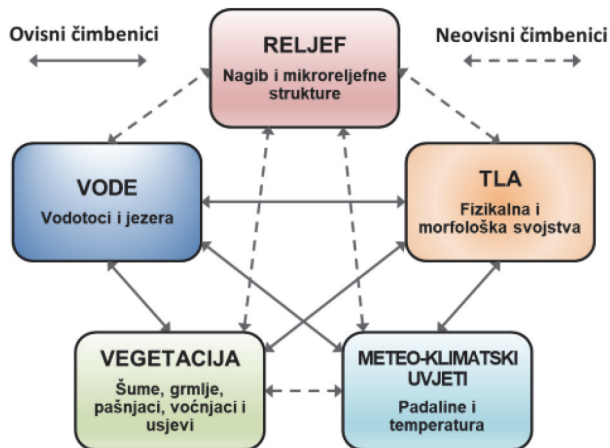 Ovisni čimbenici
Neovisni čimbenici
RELJEF
Nagib i mikroreljefne
strukture
VODE
Vodotoci i jezera
TLA
Fizikalna i
morfološka svojstva
VEGETACIJA
Šume, grmlje,
pašnjaci, voćnjaci i
usjevi
METEO-KLIMATSKI
UVJETI
Padaline i
temperatura